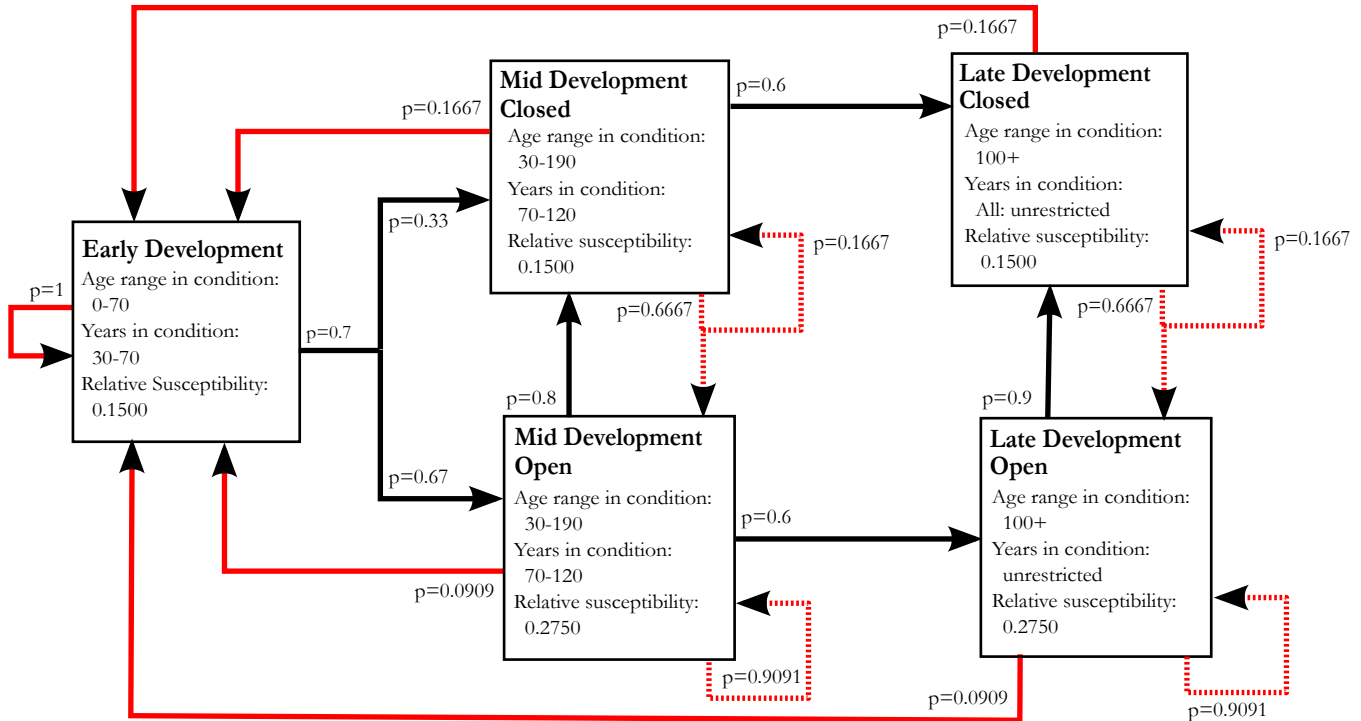 p=0.1667
Mid Development
Closed
Age range in condition:
30-190
Years in condition:
70-120
Relative susceptibility:
0.1500
Late Development
Closed
Age range in condition:
100+
Years in condition:
All: unrestricted
Relative susceptibility:
0.1500
p=0.6
p=0.1667
p=0.33
p=0.1667
p=0.1667
Early Development
Age range in condition:
0-70
Years in condition:
30-70
Relative Susceptibility:
0.1500
p=1
p=0.7
p=0.6667
p=0.6667
p=0.8
p=0.9
p=0.67
Mid Development
Open
Age range in condition:
30-190
Years in condition:
70-120
Relative susceptibility:
0.2750
p=0.6
Late Development
Open
Age range in condition:
100+
Years in condition:
unrestricted
Relative susceptibility:
0.2750
p=0.0909
p=0.9091
p=0.0909
p=0.9091